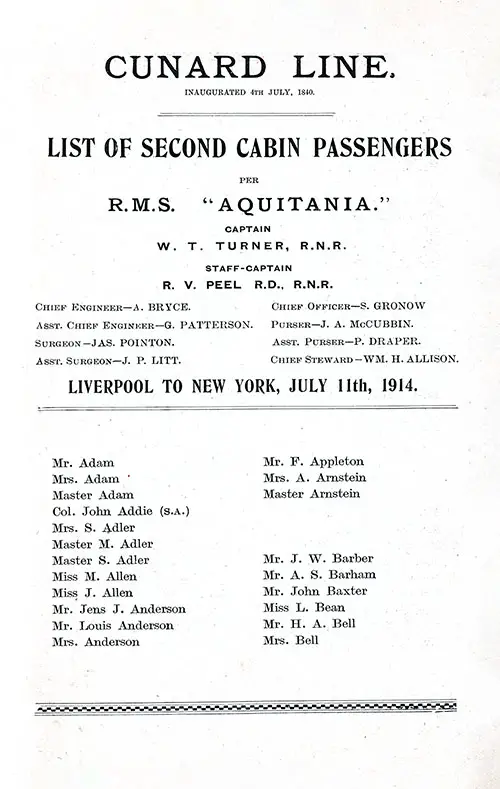 CUNARD LINE.
INAUGURATED 4TH JULY, 1840.
LIST OF SECOND CABIN PASSENGERS
PER
R.M.S. "AQUITANIA."
CAPTAIN
W. T. TURNER, R.N.R.
STAFF-CAPTAIN
R. V. PEEL R.D., R.N.R.
CHIEF ENGINEER—A. BRYCE.
ASST. CHIEF ENGINEER—G. PATTERSON.
SURGEON—JAS. POINTON.
ASST. SURGEON—J. P. LITT.
CHIEF OFFICER—S. GRONOW
PURSER—J. A. McCUBBIN.
ASST. PURSER—P. DRAPER.
CHIEF STEWARD—WM. H. ALLISON.
LIVERPOOL TO NEW YORK, JULY 11th, 1914.
Mr. Adam
Mrs. Adam
Master Adam
Col. John Addie (S.A.)
Mrs. S. Adler
Master M. Adler
Master S. Adler
Miss M. Allen
Miss J. Allen
Mr. Jens J. Anderson
Mr. Louis Anderson
Mrs. Anderson
Mr. F. Appleton
Mrs. A. Arnstein
Master Arnstein
Mr. J. W. Barber
Mr. A. S. Barham
Mr. John Baxter
Miss L. Bean
Mr. H. A. Bell
Mrs. Bell